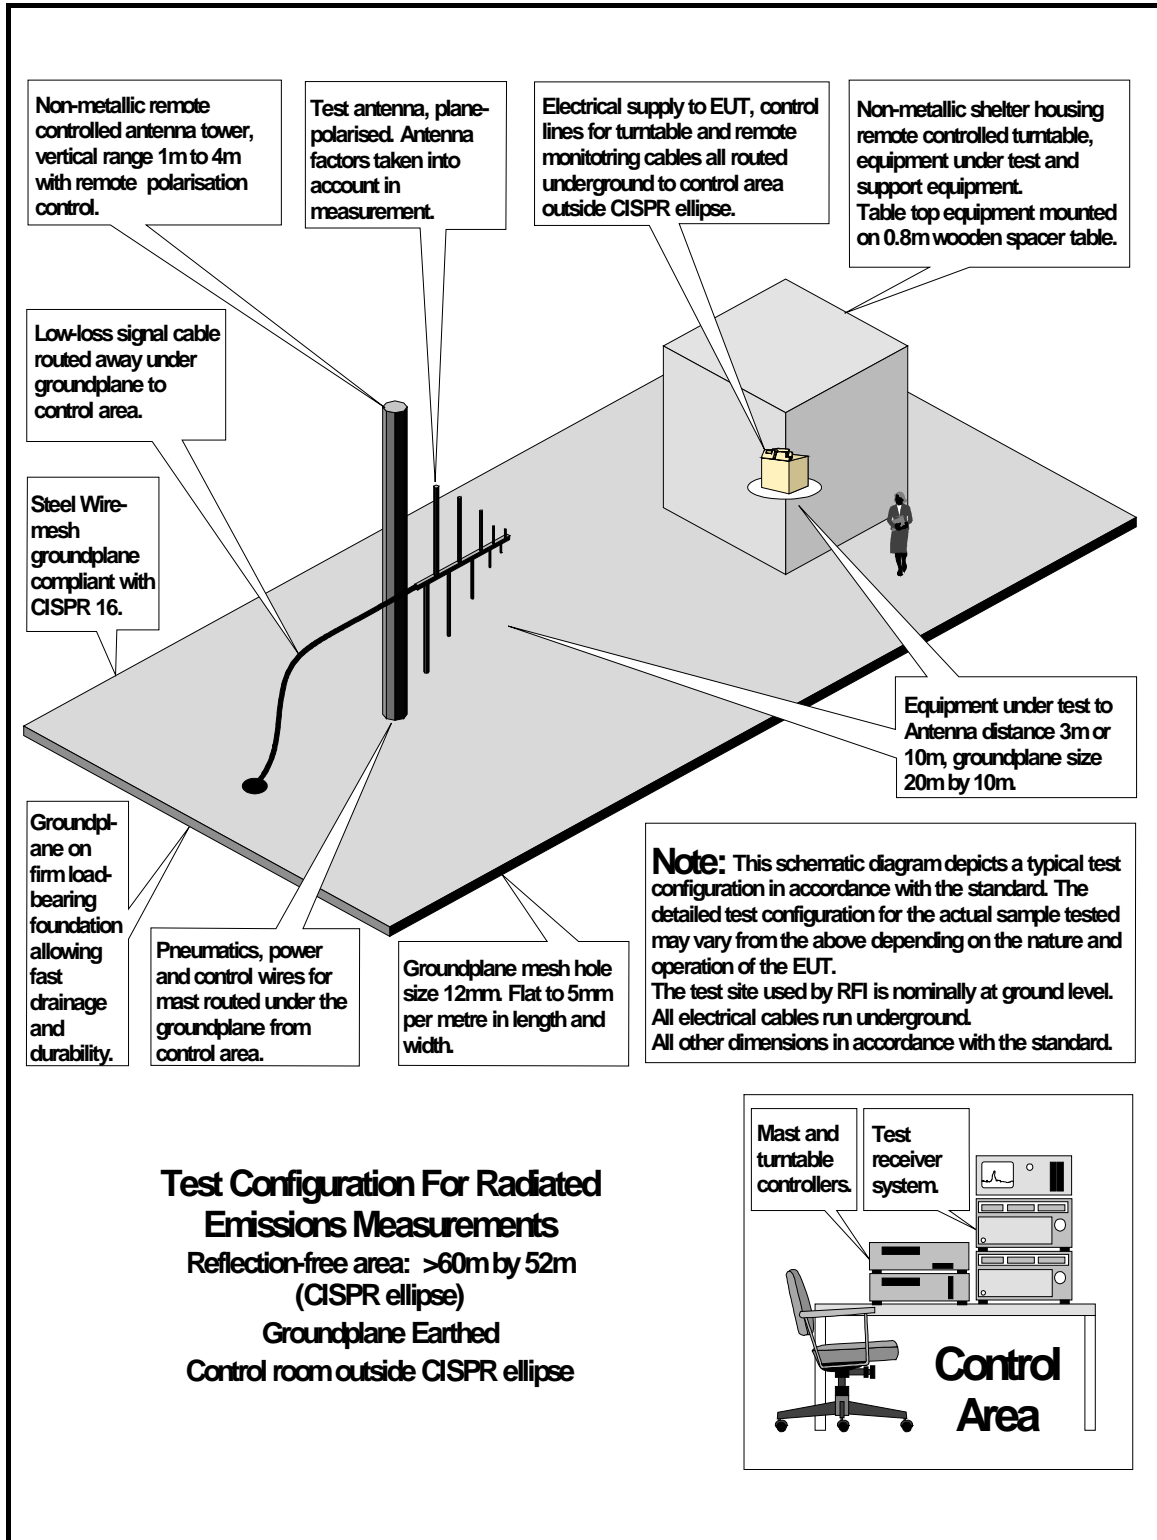 Non-metallic remote
controlled antenna tower,
vertical range 1m to 4m
with remote polarisation
control.
Test antenna, plane-
polarised. Antenna
factors taken into
account in
measurement.
Electrical supply to EUT, control
lines for turntable and remote
monitotring cables all routed
underground to control area
outside CISPR ellipse.
Non-metallic shelter housing
remote controlled turntable,
equipment under test and
support equipment.
Table top equipment mounted
on 0.8m wooden spacer table.
Low-loss signal cable
routed away under
groundplane to
control area.
Steel Wire-
mesh
groundplane
compliant with
CISPR 16.
Equipment under test to
Antenna distance 3m or
10m, groundplane size
20m by 10m.
Groundpl-
ane on
firm load-
bearing
foundation
allowing
fast
drainage
and
durability.
Pneumatics, power
and control wires for
mast routed under the
groundplane from
control area.
Groundplane mesh hole
size 12mm. Flat to 5mm
per metre in length and
width.
Note: This schematic diagram depicts a typical test
configuration in accordance with the standard. The
detailed test configuration for the actual sample tested
may vary from the above depending on the nature and
operation of the EUT.
The test site used by RFI is nominally at ground level.
All electrical cables run underground.
All other dimensions in accordance with the standard.
Test Configuration For Radiated
Emissions Measurements
Reflection-free area: >60m by 52m
(CISPR ellipse)
Groundplane Earthed
Control room outside CISPR ellipse
Mast and
turntable
controllers.
Test
receiver
system.
Control
Area